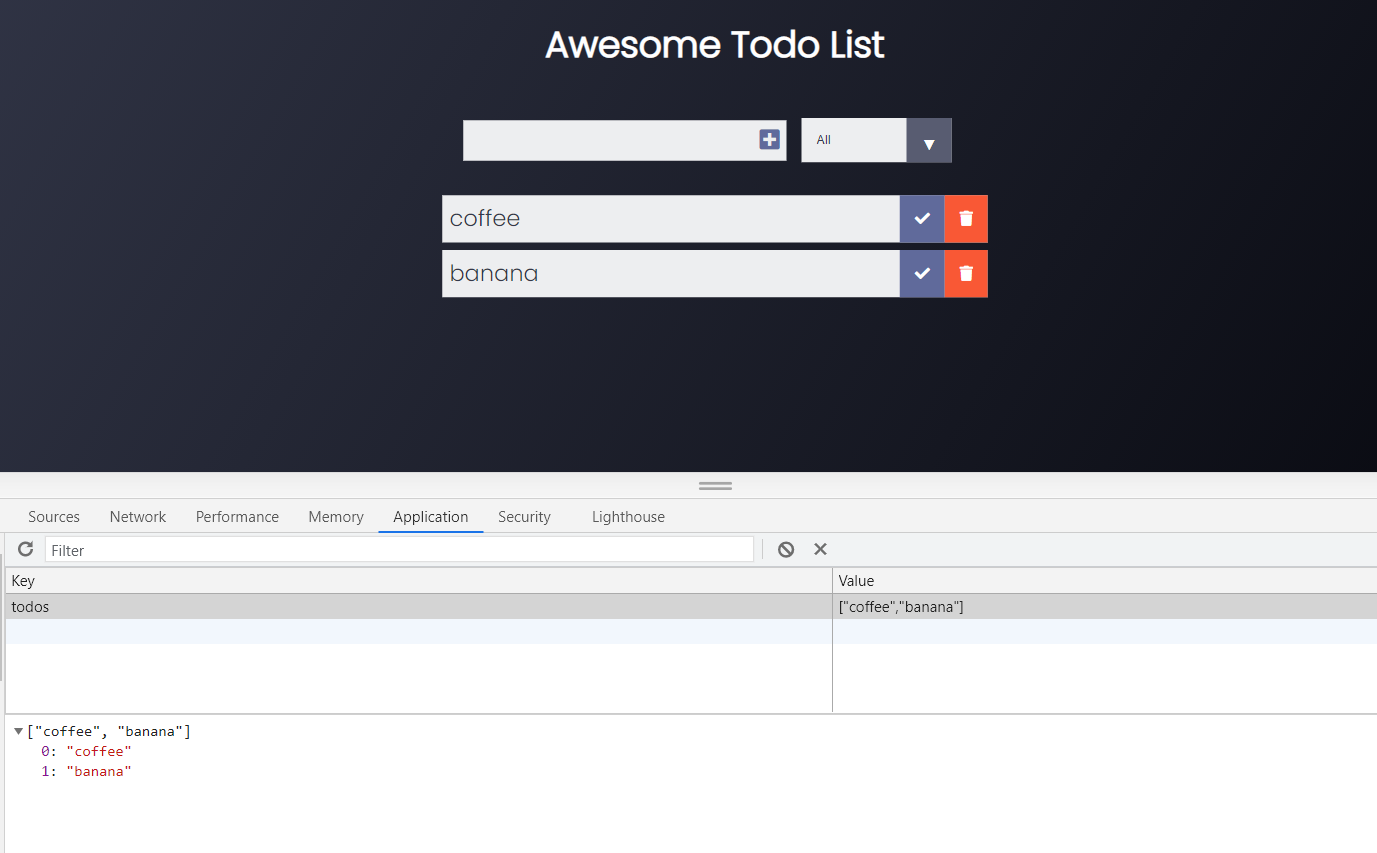 Awesome Todo List
All
coffee
banana
Sources Network Performance Memory Application Security Lighthouse
Filter
Key Value
todos ["coffee","banana"]
["coffee", "banana"]
0: "coffee"
1: "banana"